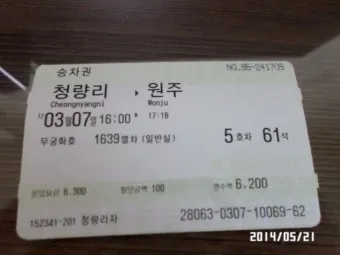 승차권
NO.86-241709
청량리 ▸ 원주
Cheongnyangni Wonju
03월07일 16:00 ▸ 17:18
무궁화호 1639열차 (일반실) 5호차 61석
운임요금 6,300 할인금액 100 영수액 6,200
152341-201 청량리차 28063-0307-10069-62
2014/05/21